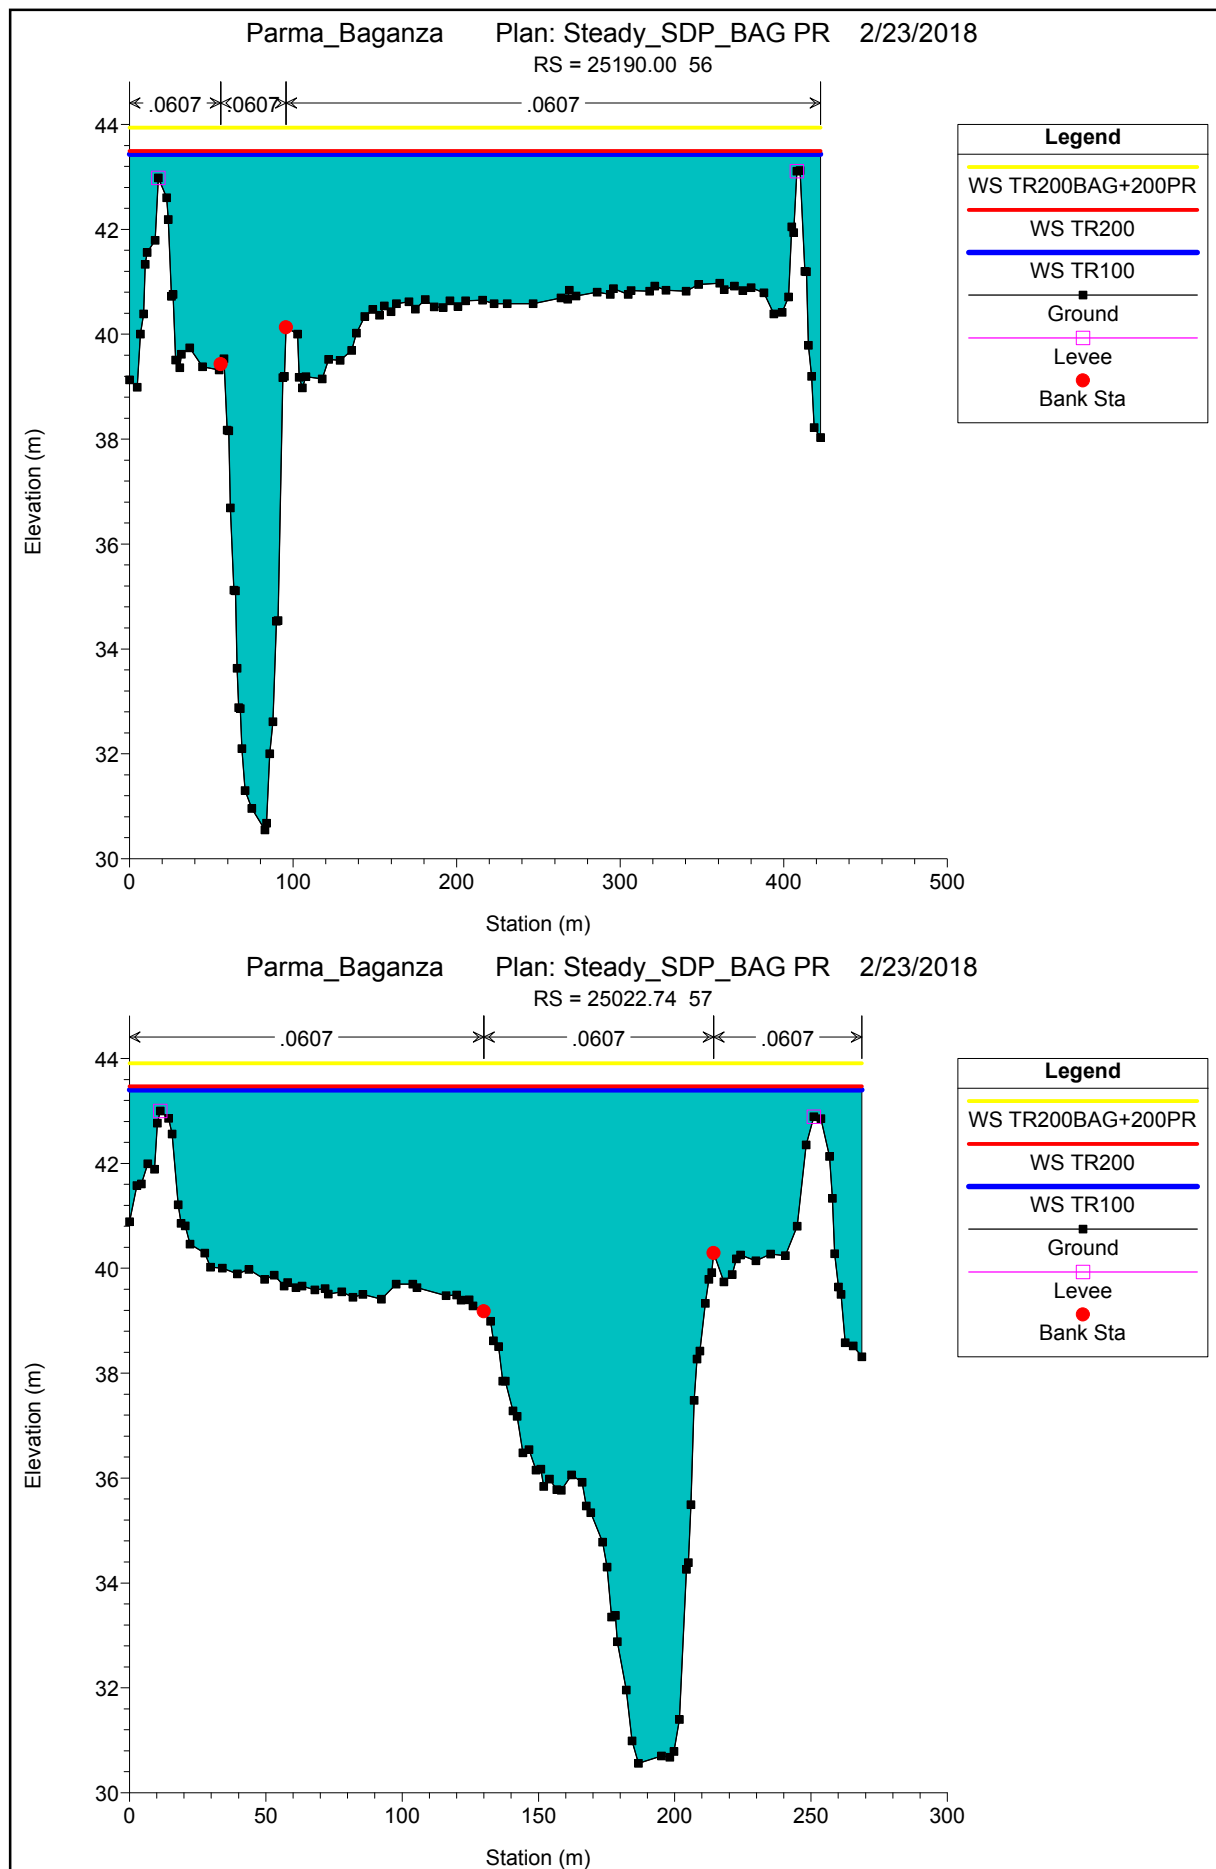 Parma_Baganza Plan: Steady_SDP_BAG PR 2/23/2018
RS = 25190.00 56
.0607 .0607 .0607
44
42
40
38
36
34
32
30
Elevation (m)
0 100 200 300 400 500
Station (m)
Legend
WS TR200BAG+200PR
WS TR200
WS TR100
Ground
Levee
Bank Sta
Parma_Baganza Plan: Steady_SDP_BAG PR 2/23/2018
RS = 25022.74 57
.0607 .0607 .0607
44
42
40
38
36
34
32
30
Elevation (m)
0 50 100 150 200 250 300
Station (m)
Legend
WS TR200BAG+200PR
WS TR200
WS TR100
Ground
Levee
Bank Sta